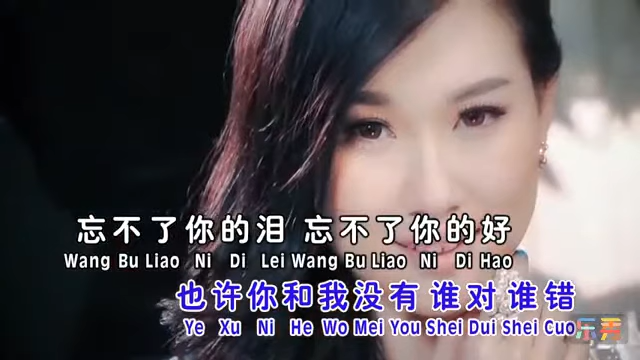 忘不了你的泪 忘不了你的好
Wang Bu Liao Ni Di Lei Wang Bu Liao Ni Di Hao
也许你和我没有谁对谁错
Ye Xu Ni He Wo Mei You Shei Dui Shei Cuo